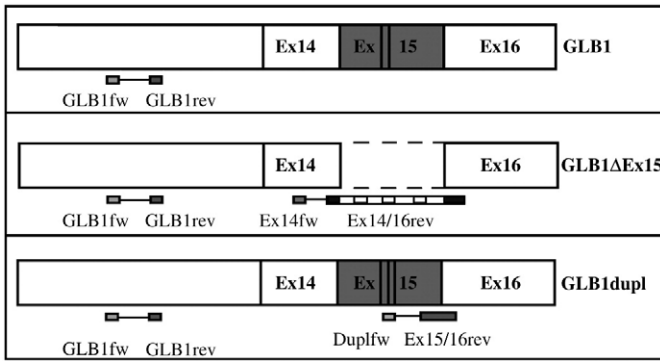 Ex14 Ex 15 Ex16 GLB1
GLB1fw GLB1rev
Ex14 Ex16 GLB1ΔEx15
GLB1fw GLB1rev Ex14fw Ex14/16rev
Ex14 Ex 15 Ex16 GLB1dupl
Duplfw Ex15/16rev
GLB1fw GLB1rev